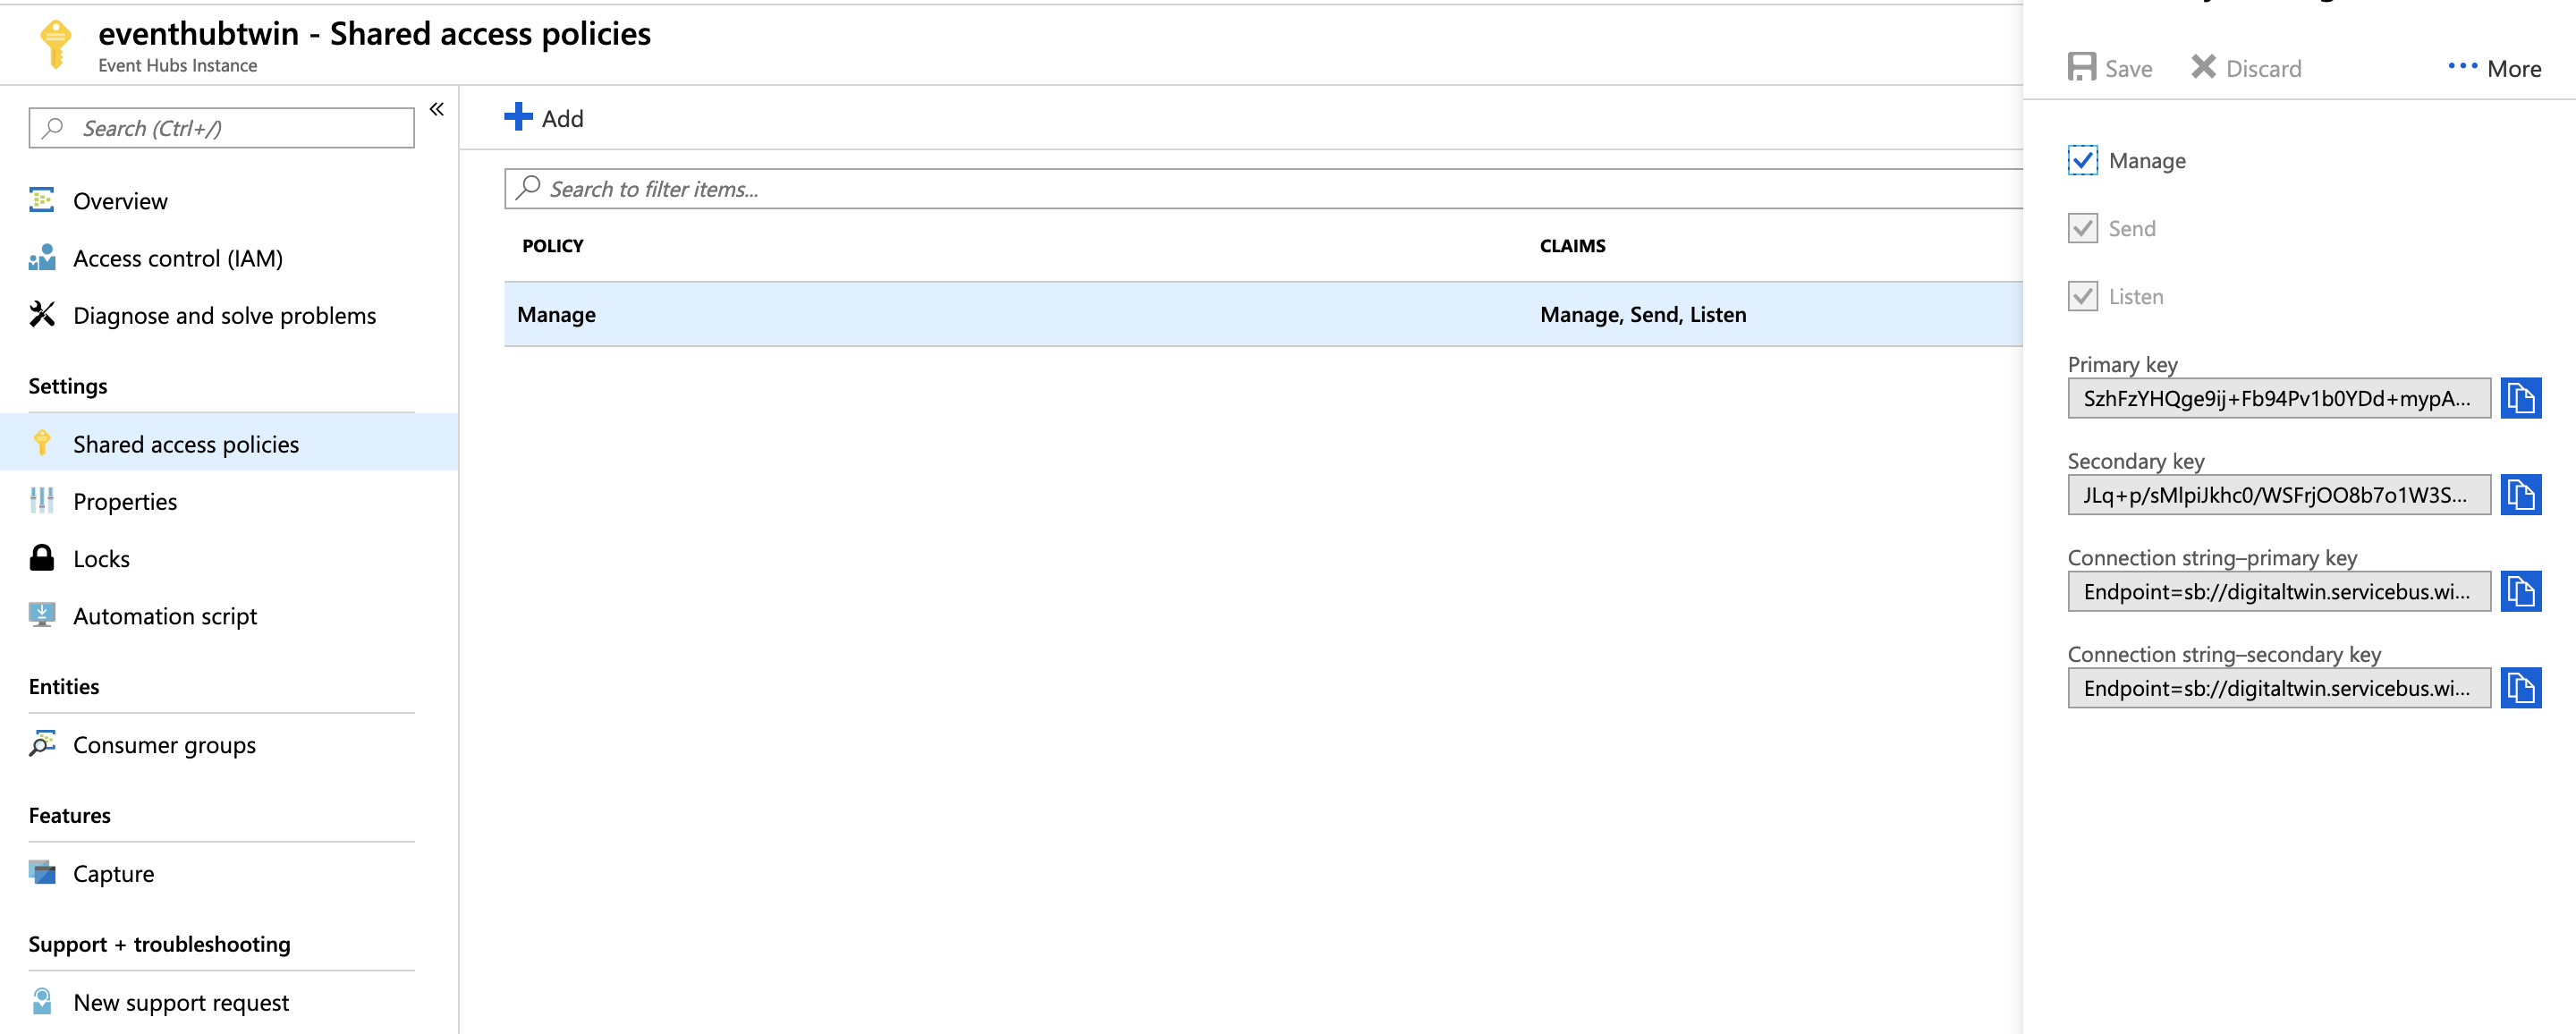 eventhubtwin - Shared access policies
Event Hubs Instance
Search (Ctrl+/)
«
Overview
Access control (IAM)
Diagnose and solve problems
Settings
Shared access policies
Properties
Locks
Automation script
Entities
Consumer groups
Features
Capture
Support + troubleshooting
New support request
Add
Search to filter items...
POLICY CLAIMS
Manage Manage, Send, Listen
Save Discard ··· More
Manage
Send
Listen
Primary key
SzhFzYHQge9ij+Fb94Pv1b0YDd+mypA...
Secondary key
JLq+p/sMlpiJkhc0/WSFrjOO8b7o1W3S...
Connection string–primary key
Endpoint=sb://digitaltwin.servicebus.wi...
Connection string–secondary key
Endpoint=sb://digitaltwin.servicebus.wi...